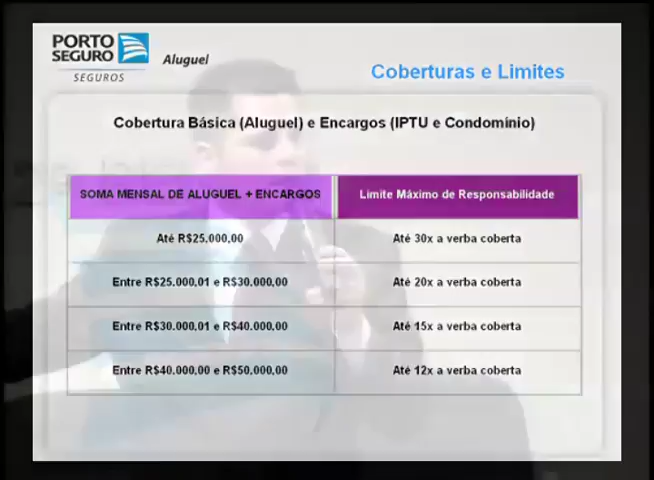 PORTO
SEGURO
SEGUROS
Aluguel
Coberturas e Limites
Cobertura Básica (Aluguel) e Encargos (IPTU e Condomínio)
SOMA MENSAL DE ALUGUEL + ENCARGOS
Limite Máximo de Responsabilidade
Até R$25.000,00
Até 30x a verba coberta
Entre R$25.000,01 e R$30.000,00
Até 20x a verba coberta
Entre R$30.000,01 e R$40.000,00
Até 15x a verba coberta
Entre R$40.000,00 e R$50.000,00
Até 12x a verba coberta